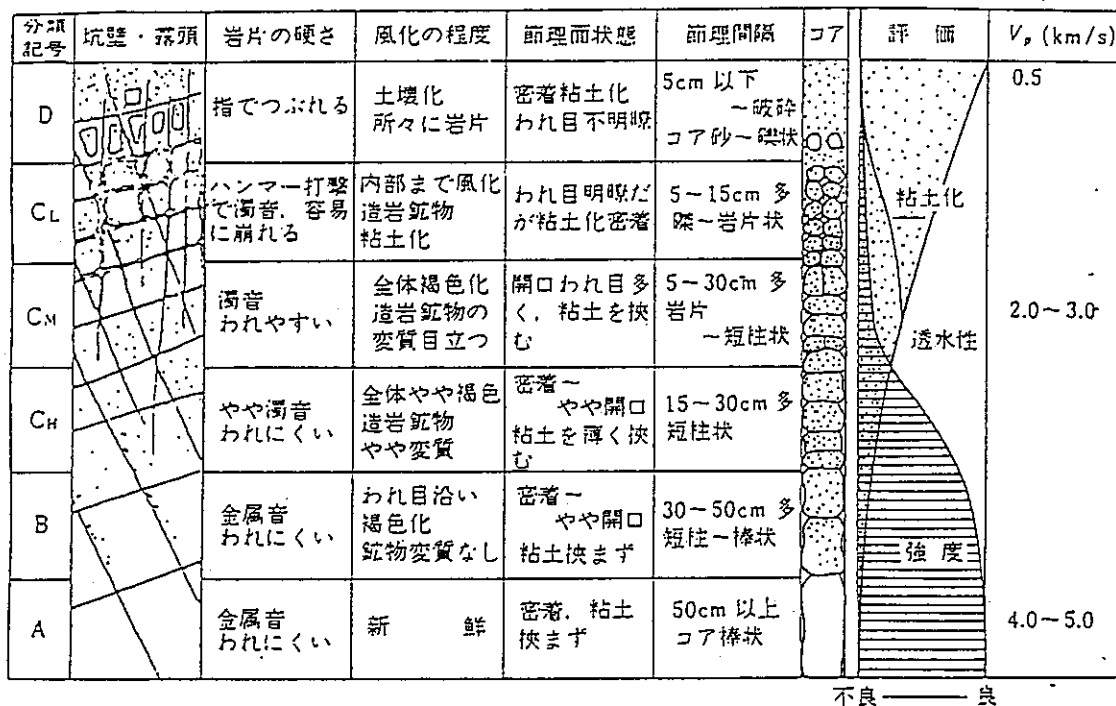 分類記号 坑壁・露頭 岩片の硬さ 風化の程度 節理面状態 節理間隔 コア 評価 Vp (km/s)
D
指でつぶれる
土壌化
所々に岩片
密着粘土化
われ目不明瞭
5cm 以下
～破砕
コア砂～礫状
0.5
CL
ハンマー打撃
で濁音，容易
に崩れる
内部まで風化
造岩鉱物
粘土化
われ目明瞭だ
が粘土化密着
5～15cm 多
礫～岩片状
粘土化
CM
濁音
われやすい
全体褐色化
造岩鉱物の
変質目立つ
開口われ目多
く，粘土を挟
む
5～30cm 多
岩片
～短柱状
透水性
2.0～3.0
CH
やや濁音
われにくい
全体やや褐色
造岩鉱物
やや変質
密着～
やや開口
粘土を薄く挟
む
15～30cm 多
短柱状
B
金属音
われにくい
われ目沿い
褐色化
鉱物変質なし
密着～
やや開口
粘土挟まず
30～50cm 多
短柱～棒状
強度
A
金属音
われにくい
新鮮
密着，粘土
挟まず
50cm 以上
コア棒状
4.0～5.0
不良——良